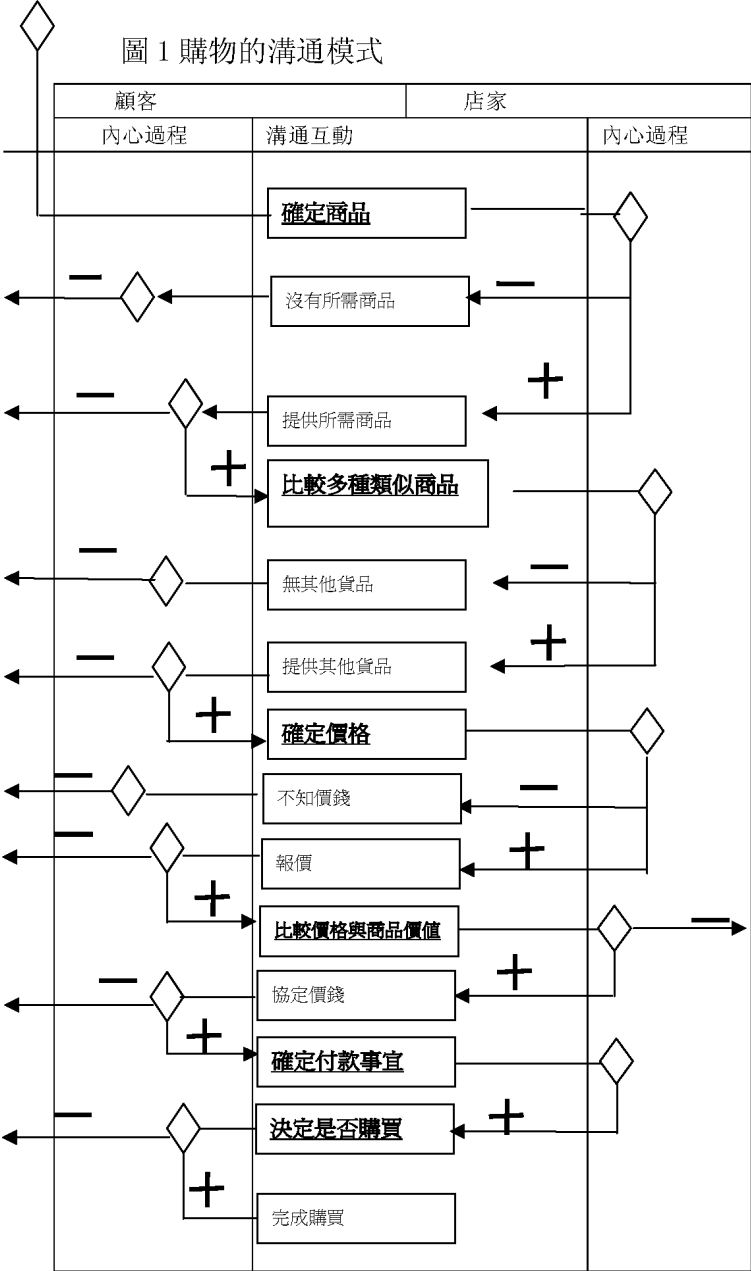 圖 1 購物的溝通模式
顧客 店家
內心過程 溝通互動 內心過程
確定商品
沒有所需商品
提供所需商品
比較多種類似商品
無其他貨品
提供其他貨品
確定價格
不知價錢
報價
比較價格與商品價值
協定價錢
確定付款事宜
決定是否購買
完成購買